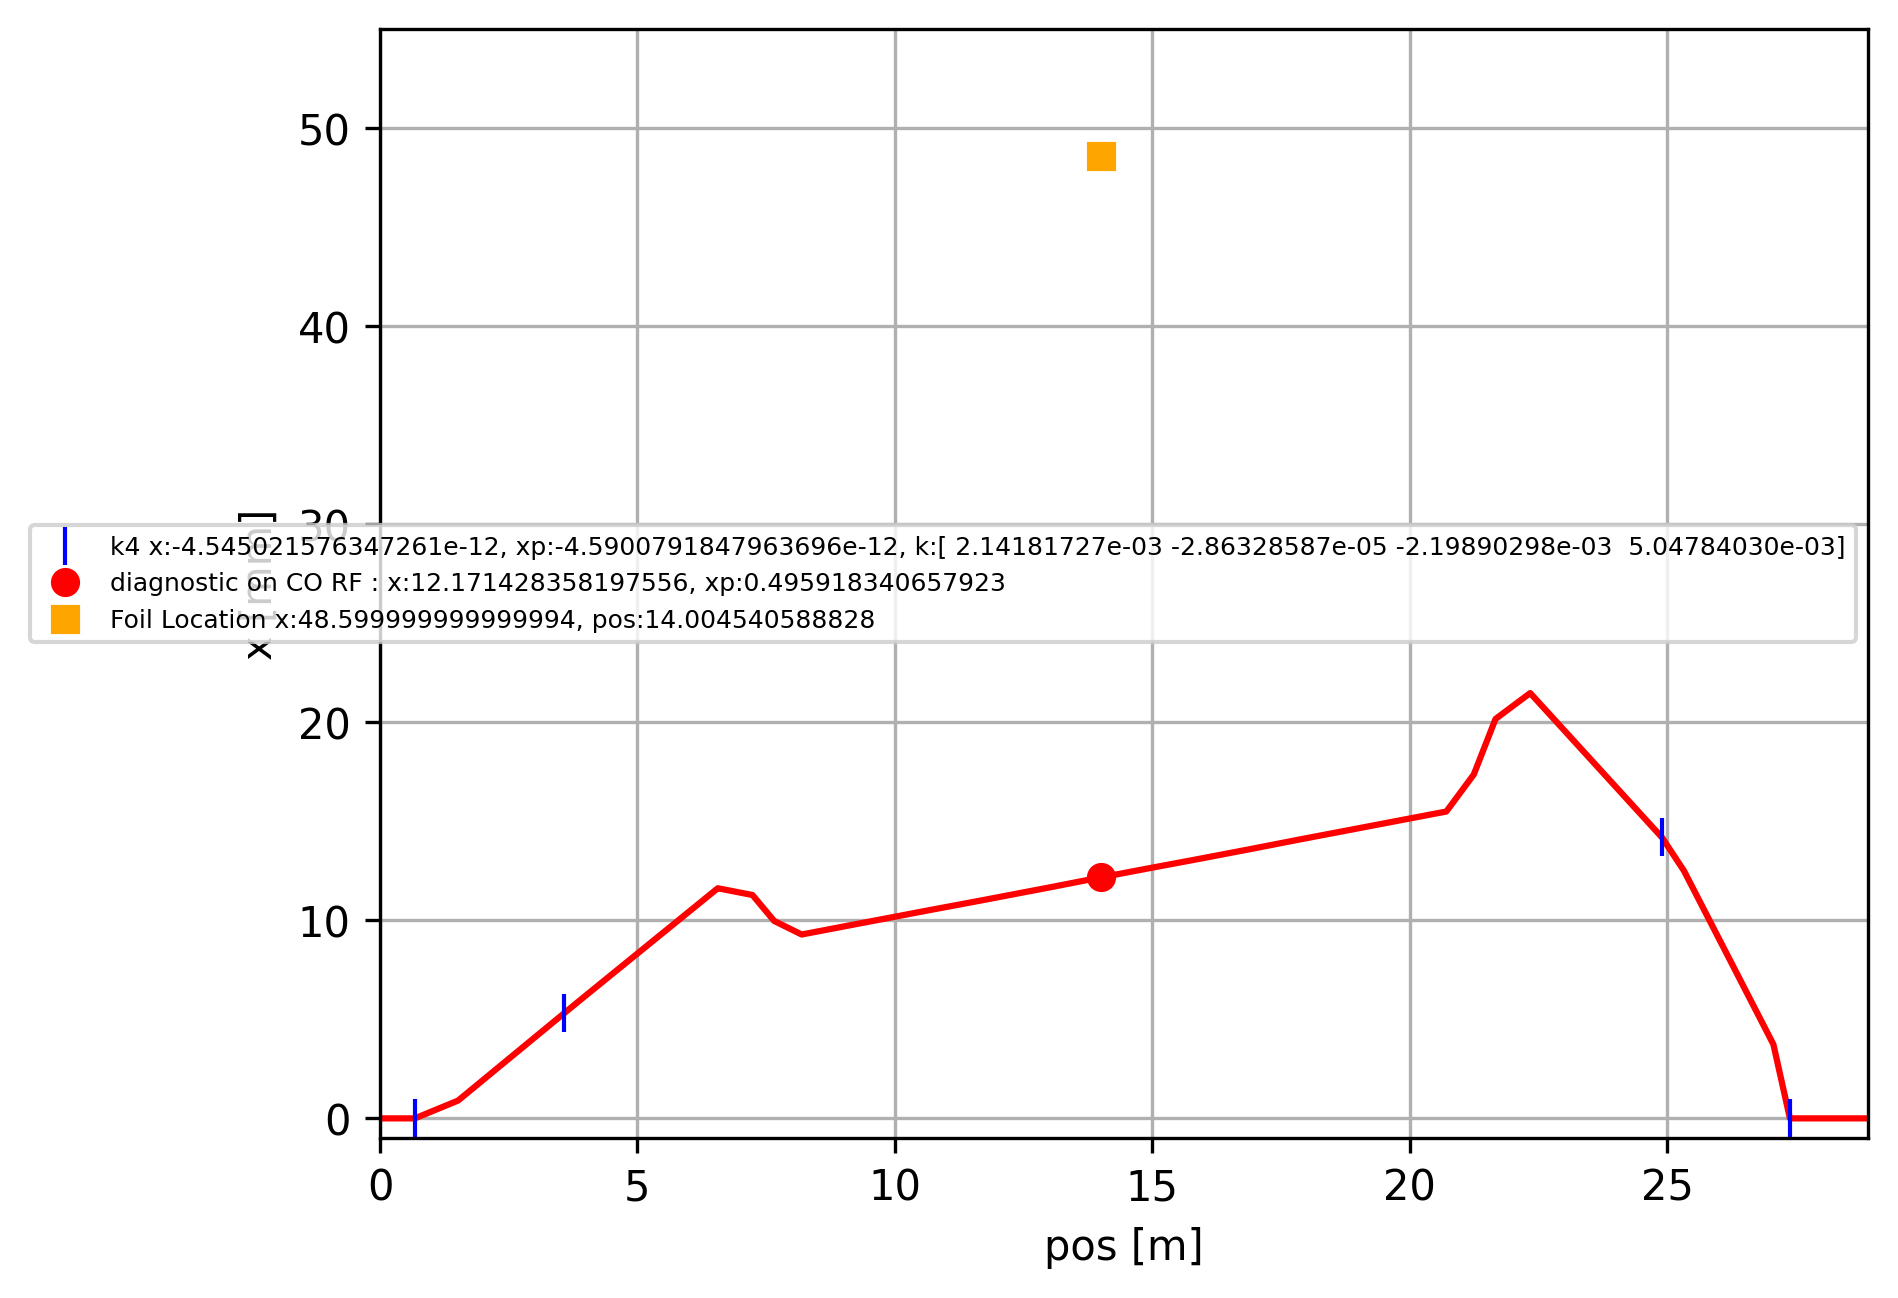 50
40
30
20
10
0
x [mm]
k4 x:-4.545021576347261e-12, xp:-4.5900791847963696e-12, k:[ 2.14181727e-03 -2.86328587e-05 -2.19890298e-03  5.04784030e-03]
diagnostic on CO RF : x:12.171428358197556, xp:0.495918340657923
Foil Location x:48.599999999999994, pos:14.004540588828
0 5 10 15 20 25
pos [m]